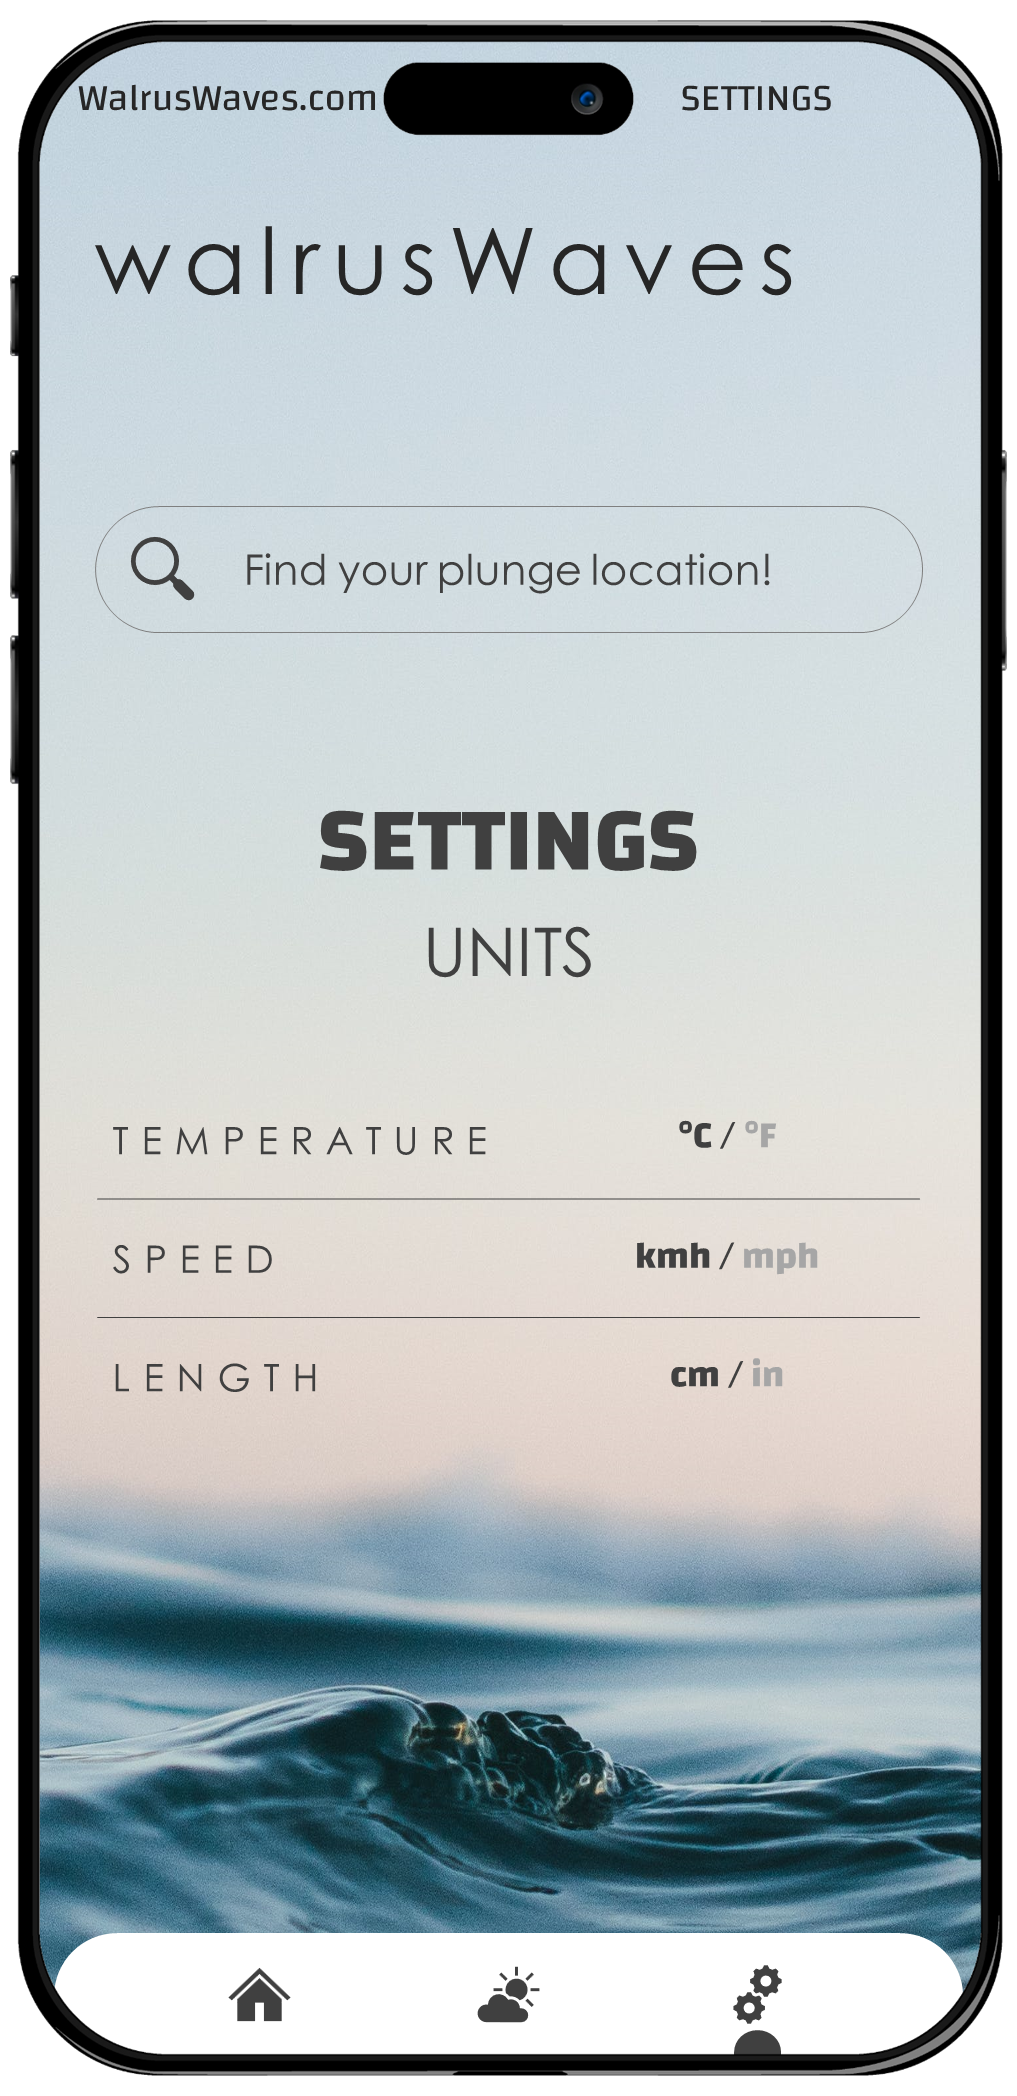 WalrusWaves.com SETTINGS
walrusWaves
Find your plunge location!
SETTINGS
UNITS
TEMPERATURE °C / °F
SPEED kmh / mph
LENGTH cm / in